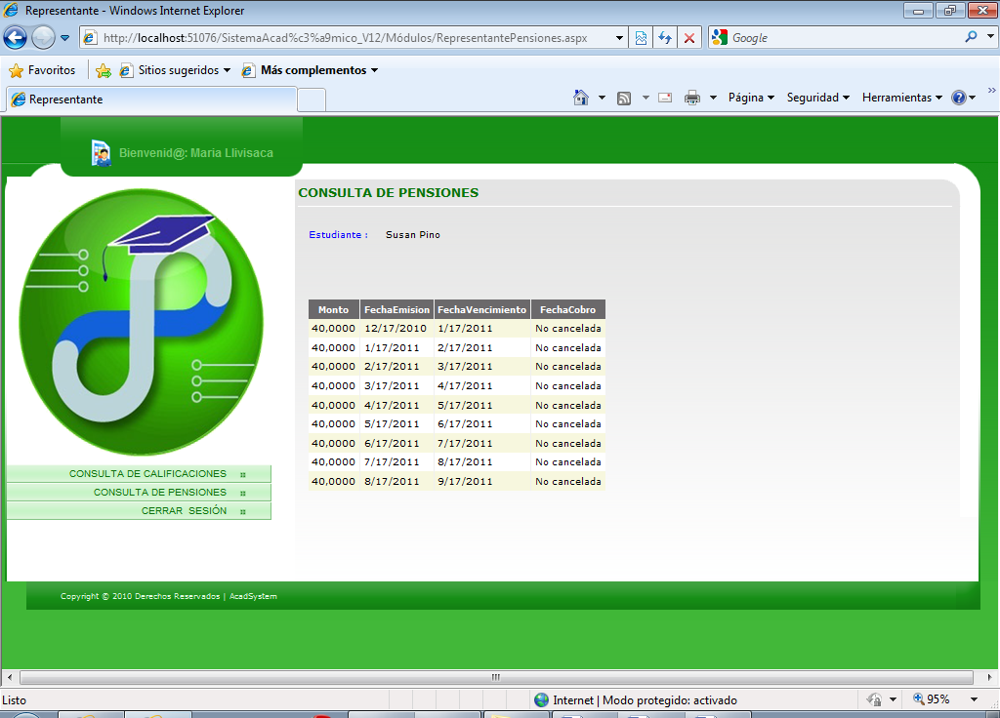 Representante - Windows Internet Explorer
http://localhost:51076/SistemaAcad%c3%a9mico_V12/Módulos/RepresentantePensiones.aspx
Google
Favoritos Sitios sugeridos Más complementos
Representante
Página Seguridad Herramientas
Bienvenid@: Maria Llivisaca
CONSULTA DE PENSIONES
Estudiante : Susan Pino
Monto FechaEmision FechaVencimiento FechaCobro
40,0000 12/17/2010 1/17/2011 No cancelada
40,0000 1/17/2011 2/17/2011 No cancelada
40,0000 2/17/2011 3/17/2011 No cancelada
40,0000 3/17/2011 4/17/2011 No cancelada
40,0000 4/17/2011 5/17/2011 No cancelada
40,0000 5/17/2011 6/17/2011 No cancelada
40,0000 6/17/2011 7/17/2011 No cancelada
40,0000 7/17/2011 8/17/2011 No cancelada
40,0000 8/17/2011 9/17/2011 No cancelada
CONSULTA DE CALIFICACIONES
CONSULTA DE PENSIONES
CERRAR SESIÓN
Copyright © 2010 Derechos Reservados | AcadSystem
Listo
Internet | Modo protegido: activado
95%